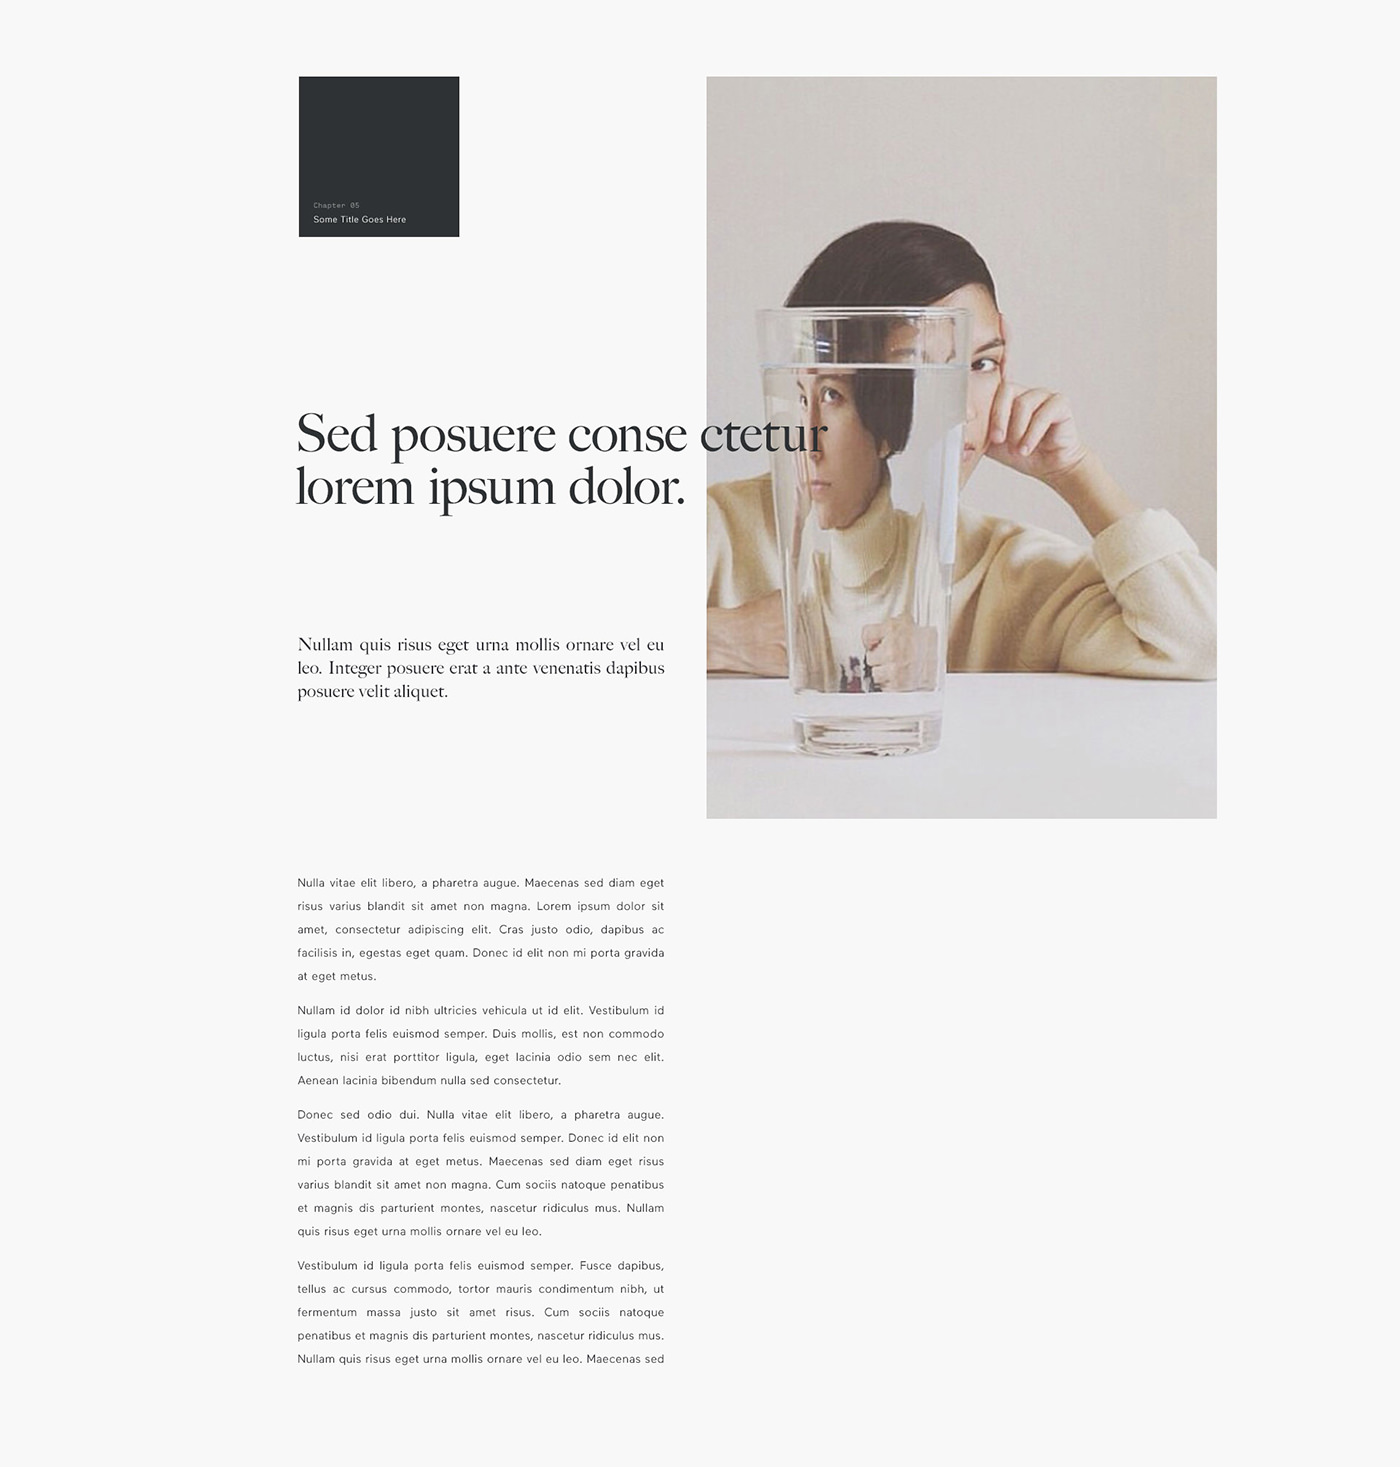 Chapter 05
Some Title Goes Here
Sed posuere conse ctetur
lorem ipsum dolor.
Nullam quis risus eget urna mollis ornare vel eu
leo. Integer posuere erat a ante venenatis dapibus
posuere velit aliquet.
Nulla vitae elit libero, a pharetra augue. Maecenas sed diam eget
risus varius blandit sit amet non magna. Lorem ipsum dolor sit
amet, consectetur adipiscing elit. Cras justo odio, dapibus ac
facilisis in, egestas eget quam. Donec id elit non mi porta gravida
at eget metus.
Nullam id dolor id nibh ultricies vehicula ut id elit. Vestibulum id
ligula porta felis euismod semper. Duis mollis, est non commodo
luctus, nisi erat porttitor ligula, eget lacinia odio sem nec elit.
Aenean lacinia bibendum nulla sed consectetur.
Donec sed odio dui. Nulla vitae elit libero, a pharetra augue.
Vestibulum id ligula porta felis euismod semper. Donec id elit non
mi porta gravida at eget metus. Maecenas sed diam eget risus
varius blandit sit amet non magna. Cum sociis natoque penatibus
et magnis dis parturient montes, nascetur ridiculus mus. Nullam
quis risus eget urna mollis ornare vel eu leo.
Vestibulum id ligula porta felis euismod semper. Fusce dapibus,
tellus ac cursus commodo, tortor mauris condimentum nibh, ut
fermentum massa justo sit amet risus. Cum sociis natoque
penatibus et magnis dis parturient montes, nascetur ridiculus mus.
Nullam quis risus eget urna mollis ornare vel eu leo. Maecenas sed